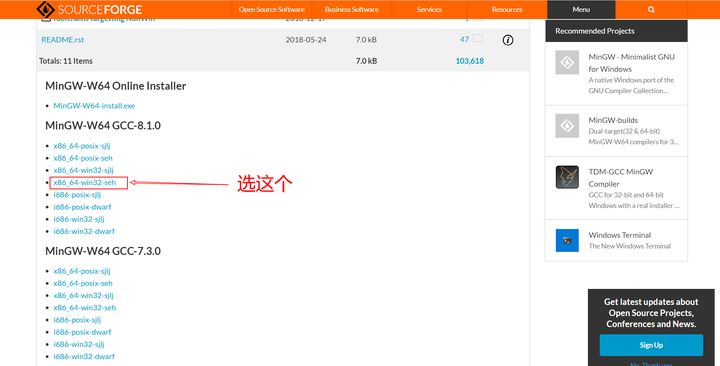 SOURCEFORGE
Open Source Software
Business Software
Services
Resources
Menu
README.rst 2018-05-24 7.0 kB 47
Totals: 11 Items 7.0 kB 103,618
MinGW-W64 Online Installer
MinGW-W64-install.exe
MinGW-W64 GCC-8.1.0
x86_64-posix-sjlj
x86_64-posix-seh
x86_64-win32-sjlj
x86_64-win32-seh
选这个
i686-posix-sjlj
i686-posix-dwarf
i686-win32-sjlj
i686-win32-dwarf
MinGW-W64 GCC-7.3.0
x86_64-posix-sjlj
x86_64-posix-seh
x86_64-win32-sjlj
x86_64-win32-seh
i686-posix-sjlj
i686-posix-dwarf
i686-win32-sjlj
i686-win32-dwarf
Recommended Projects
MinGW - Minimalist GNU
for Windows
A native Windows port of the
GNU Compiler Collection...
MinGW-builds
Dual-target(32 & 64-bit)
MinGW-W64 compilers for 3...
TDM-GCC MinGW
Compiler
GCC for 32-bit and 64-bit
Windows with a real installer ...
Windows Terminal
The New Windows Terminal
Get latest updates about
Open Source Projects,
Conferences and News.
Sign Up